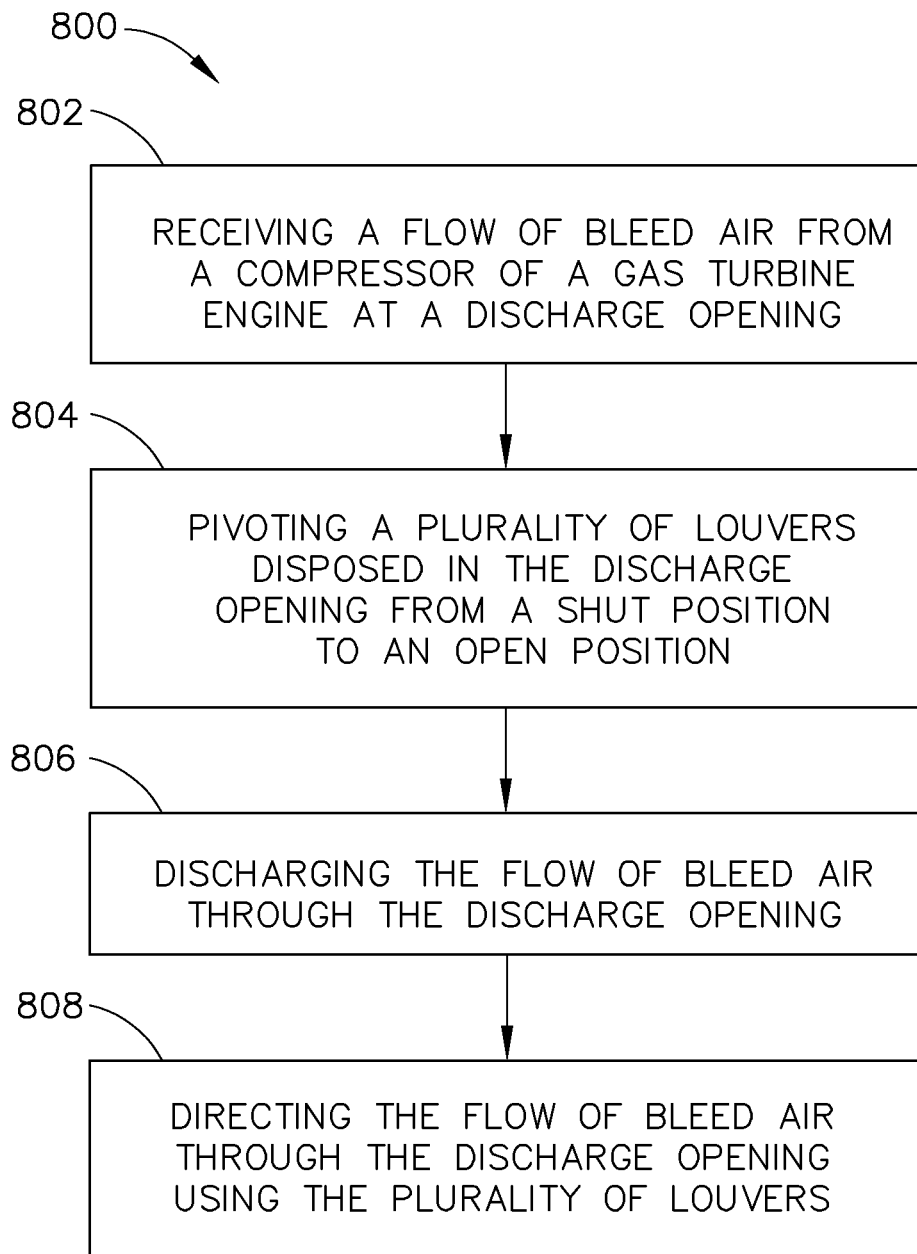 800
802
RECEIVING A FLOW OF BLEED AIR FROM
A COMPRESSOR OF A GAS TURBINE
ENGINE AT A DISCHARGE OPENING
804
PIVOTING A PLURALITY OF LOUVERS
DISPOSED IN THE DISCHARGE
OPENING FROM A SHUT POSITION
TO AN OPEN POSITION
806
DISCHARGING THE FLOW OF BLEED AIR
THROUGH THE DISCHARGE OPENING
808
DIRECTING THE FLOW OF BLEED AIR
THROUGH THE DISCHARGE OPENING
USING THE PLURALITY OF LOUVERS